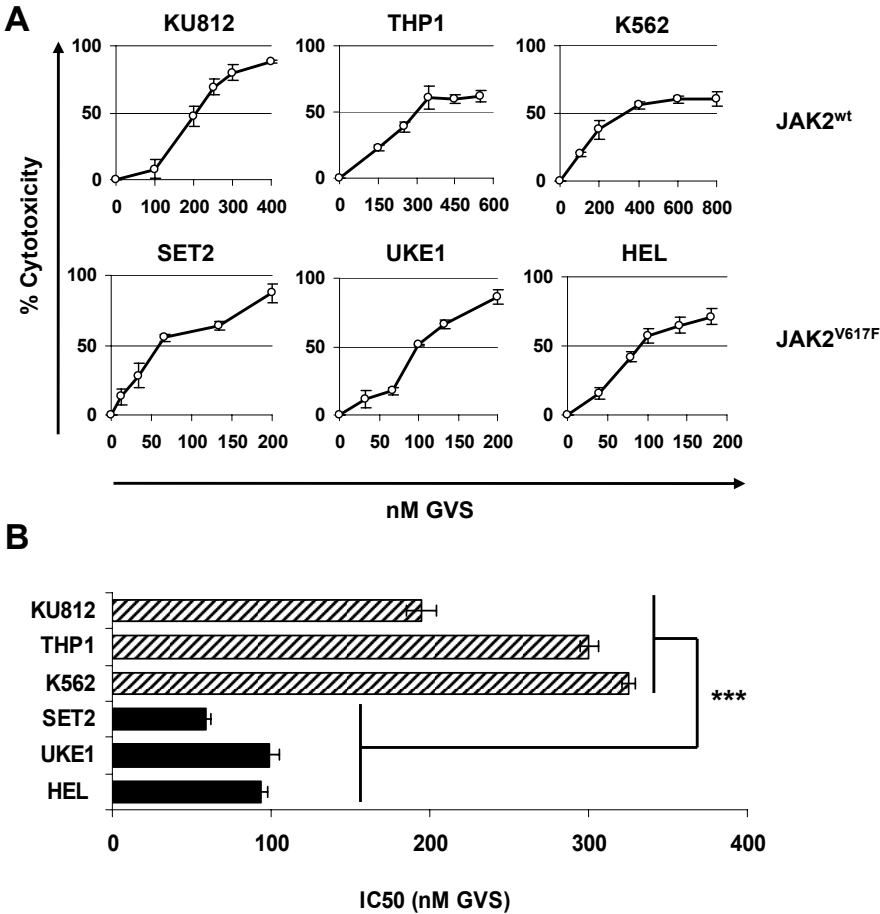 A
KU812 THP1 K562
100 100 100
50 50 50
0 0 0
0 100 200 300 400 0 150 300 450 600 0 200 400 600 800
JAK2wt
% Cytotoxicity
SET2 UKE1 HEL
100 100 100
50 50 50
0 0 0
0 50 100 150 200 0 50 100 150 200 0 50 100 150 200
JAK2V617F
nM GVS
B
KU812
THP1
K562
SET2
UKE1
HEL
***
0 100 200 300 400
IC50 (nM GVS)